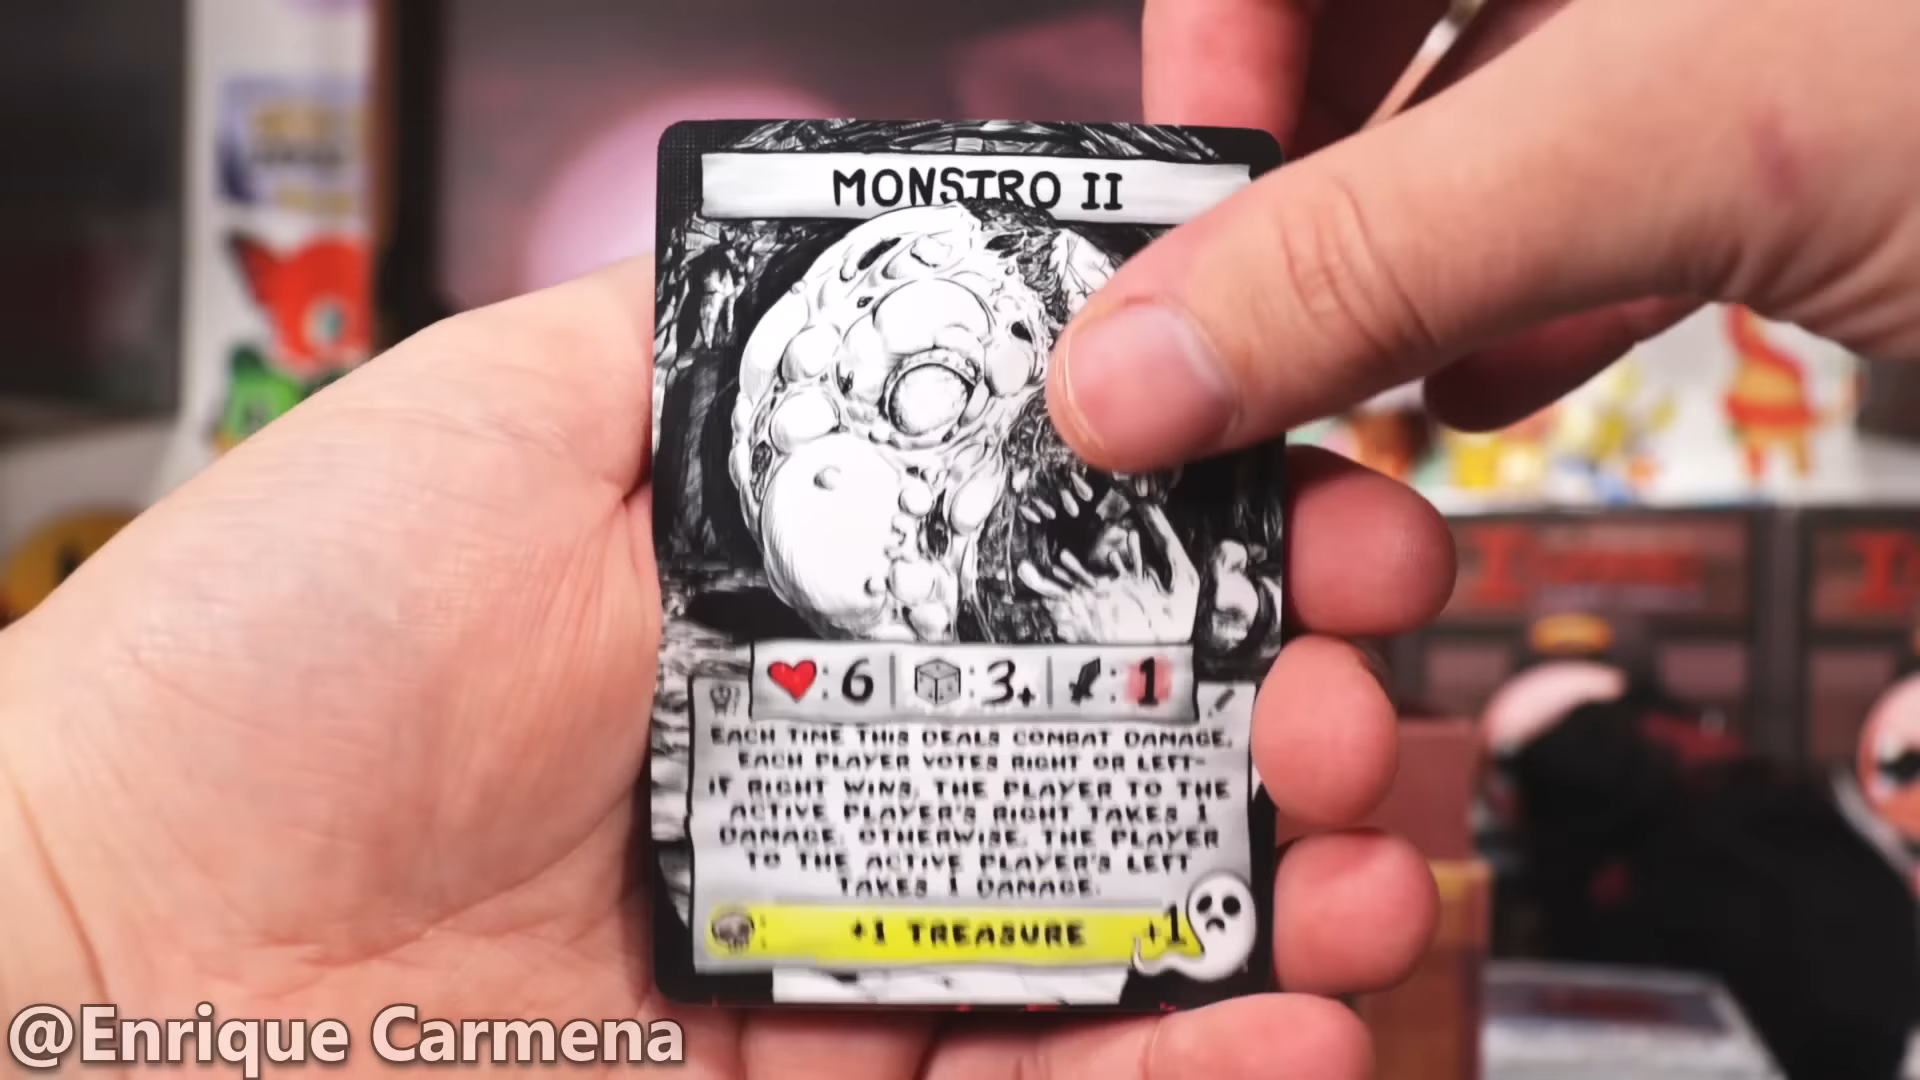 MONSTRO II
:6 | :3+ | :1
EACH TIME THIS DEALS COMBAT DAMAGE,
EACH PLAYER VOTES RIGHT OR LEFT-
IF RIGHT WINS, THE PLAYER TO THE
ACTIVE PLAYER'S RIGHT TAKES 1
DAMAGE. OTHERWISE, THE PLAYER
TO THE ACTIVE PLAYER'S LEFT
TAKES 1 DAMAGE.
: +1 TREASURE +1
@Enrique Carmena